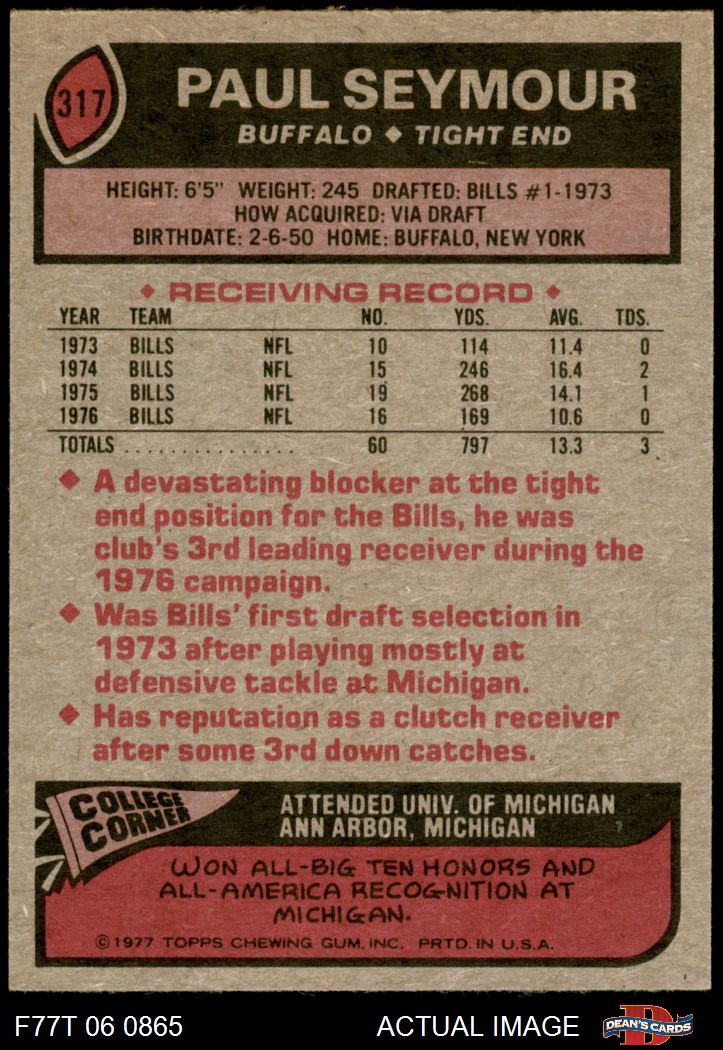 317
PAUL SEYMOUR
BUFFALO ◆ TIGHT END
HEIGHT: 6'5" WEIGHT: 245 DRAFTED: BILLS #1-1973
HOW ACQUIRED: VIA DRAFT
BIRTHDATE: 2-6-50 HOME: BUFFALO, NEW YORK
◆ RECEIVING RECORD ◆
YEAR TEAM NO. YDS. AVG. TDS.
1973 BILLS NFL 10 114 11.4 0
1974 BILLS NFL 15 246 16.4 2
1975 BILLS NFL 19 268 14.1 1
1976 BILLS NFL 16 169 10.6 0
TOTALS . . . . . . . . . . . . . . . 60 797 13.3 3
◆ A devastating blocker at the tight
end position for the Bills, he was
club's 3rd leading receiver during the
1976 campaign.
◆ Was Bills' first draft selection in
1973 after playing mostly at
defensive tackle at Michigan.
◆ Has reputation as a clutch receiver
after some 3rd down catches.
COLLEGE
CORNER
ATTENDED UNIV. OF MICHIGAN
ANN ARBOR, MICHIGAN
WON ALL-BIG TEN HONORS AND
ALL-AMERICA RECOGNITION AT
MICHIGAN.
© 1977 TOPPS CHEWING GUM, INC. PRTD. IN U.S.A.
F77T 06 0865 ACTUAL IMAGE
D
DEAN'S CARDS